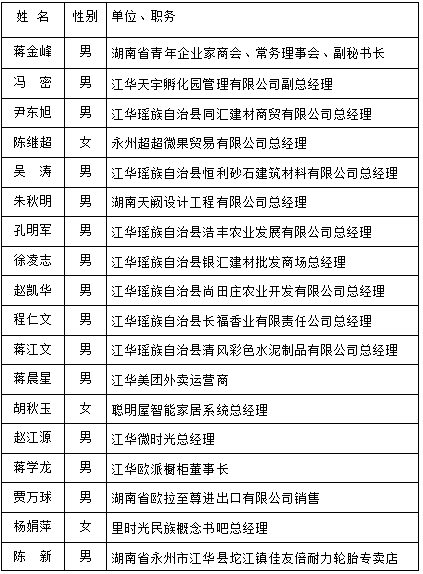 姓 名 性别 单位、职务
蒋金峰 男 湖南省青年企业家商会、常务理事会、副秘书长
冯 密 男 江华天宇孵化园管理有限公司副总经理
尹东旭 男 江华瑶族自治县同汇建材商贸有限公司总经理
陈继超 女 永州超超微果贸易有限公司总经理
吴 涛 男 江华瑶族自治县恒利砂石建筑材料有限公司总经理
朱秋明 男 湖南天阙设计工程有限公司总经理
孔明军 男 江华瑶族自治县浩丰农业发展有限公司总经理
徐凌志 男 江华瑶族自治县银汇建材批发商场总经理
赵凯华 男 江华瑶族自治县尚田庄农业开发有限公司总经理
程仁文 男 江华瑶族自治县长福香业有限责任公司总经理
蒋江文 男 江华瑶族自治县清风彩色水泥制品有限公司总经理
蒋晨星 男 江华美团外卖运营商
胡秋玉 女 聪明屋智能家居系统总经理
赵江源 男 江华微时光总经理
蒋学龙 男 江华欧派橱柜董事长
贾万球 男 湖南省欧拉至尊进出口有限公司销售
杨娟萍 女 里时光民族概念书吧总经理
陈 新 男 湖南省永州市江华县坨江镇佳友倍耐力轮胎专卖店